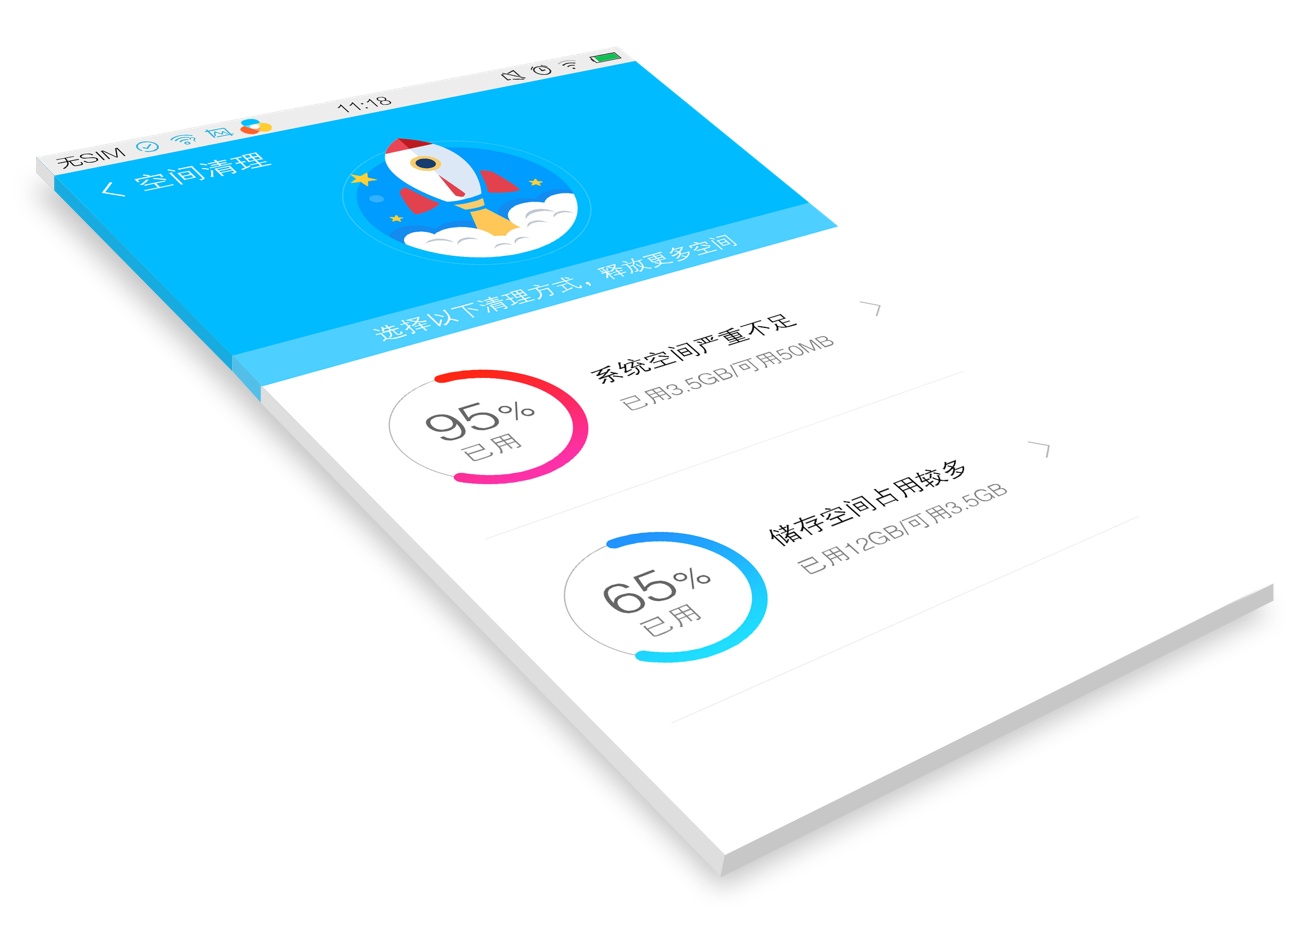 无SIM
11:18
空间清理
选择以下清理方式，释放更多空间
95%
已用
系统空间严重不足
已用3.5GB/可用50MB
65%
已用
储存空间占用较多
已用12GB/可用3.5GB